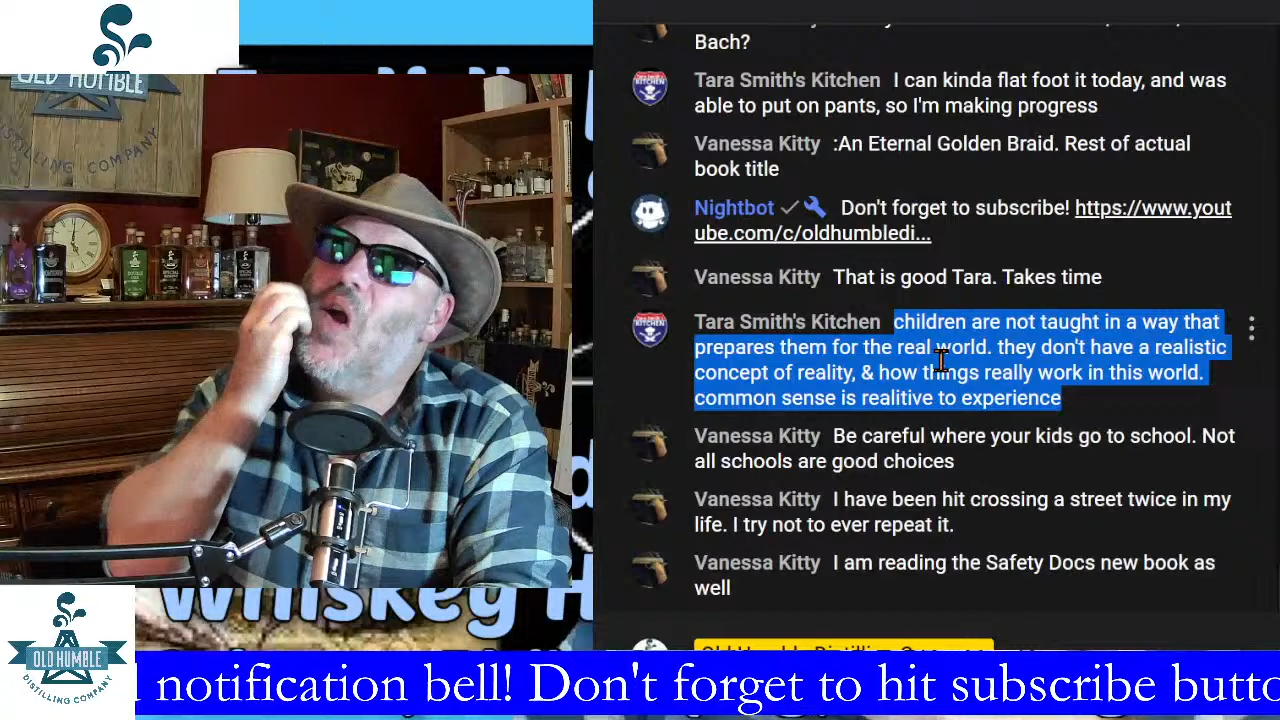 OLD HUMBLE
DISTILLING COMPANY
Bach?
Tara Smith's Kitchen I can kinda flat foot it today, and was
able to put on pants, so I'm making progress
Vanessa Kitty :An Eternal Golden Braid. Rest of actual
book title
Nightbot Don't forget to subscribe! https://www.yout
ube.com/c/oldhumbledi...
Vanessa Kitty That is good Tara. Takes time
Tara Smith's Kitchen children are not taught in a way that
prepares them for the real world. they don't have a realistic
concept of reality, & how things really work in this world.
common sense is realitive to experience
Vanessa Kitty Be careful where your kids go to school. Not
all schools are good choices
Vanessa Kitty I have been hit crossing a street twice in my
life. I try not to ever repeat it.
Vanessa Kitty I am reading the Safety Docs new book as
well
Whiskey H
OLD HUMBLE
DISTILLING COMPANY
notification bell! Don't forget to hit subscribe butto